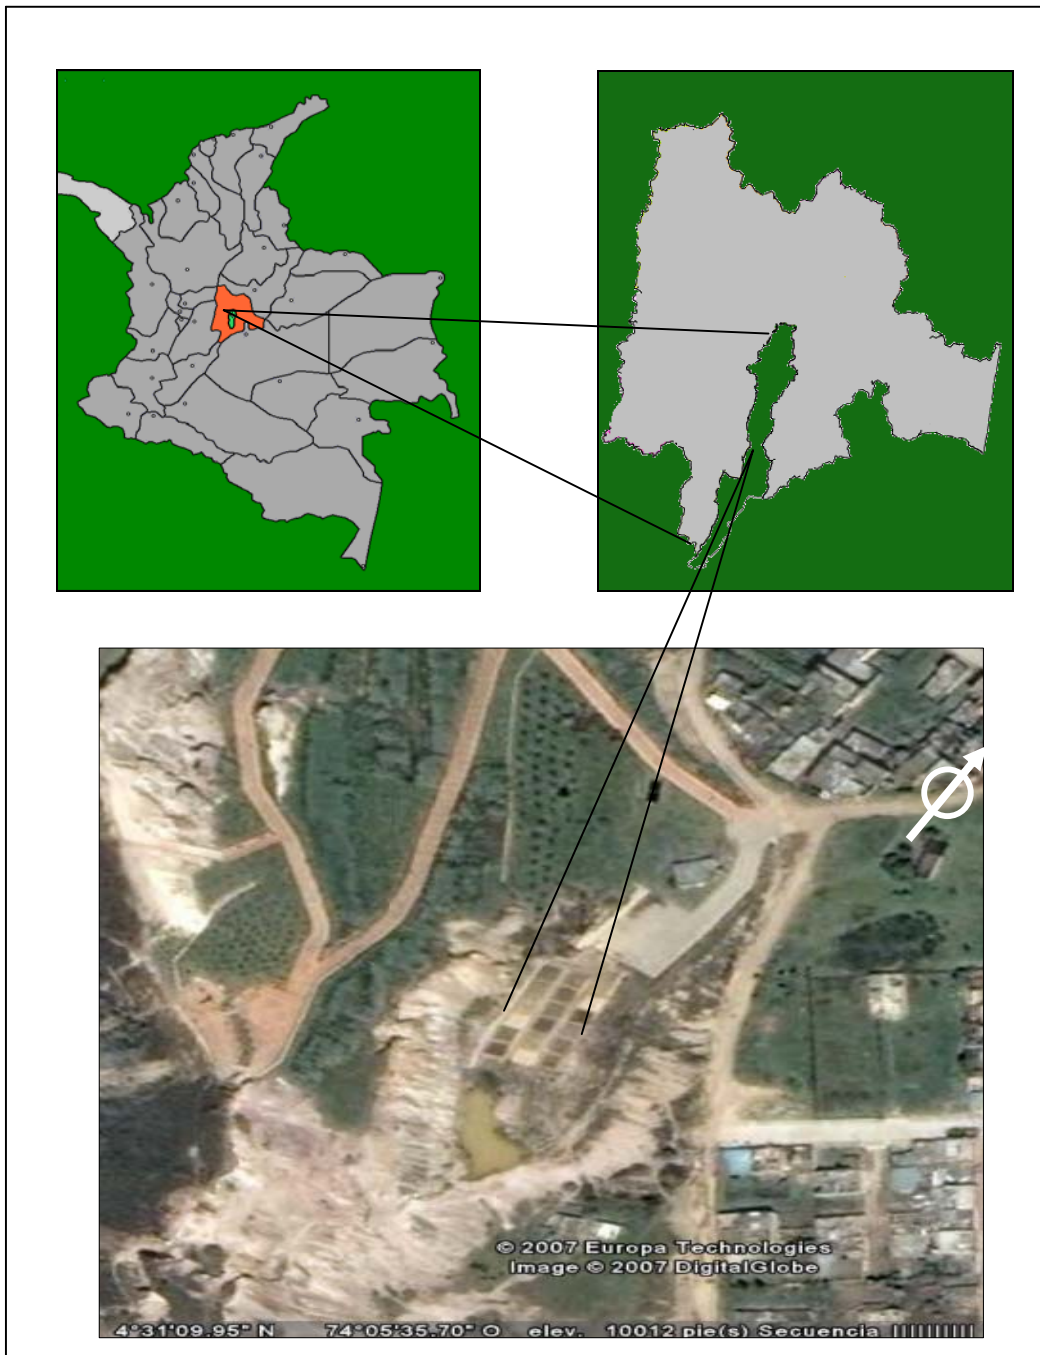 © 2007 Europa Technologies
Image © 2007 DigitalGlobe
4°31'09.95" N 74°05'35.70" O elev. 10012 pie(s) Secuencia ||||||||||